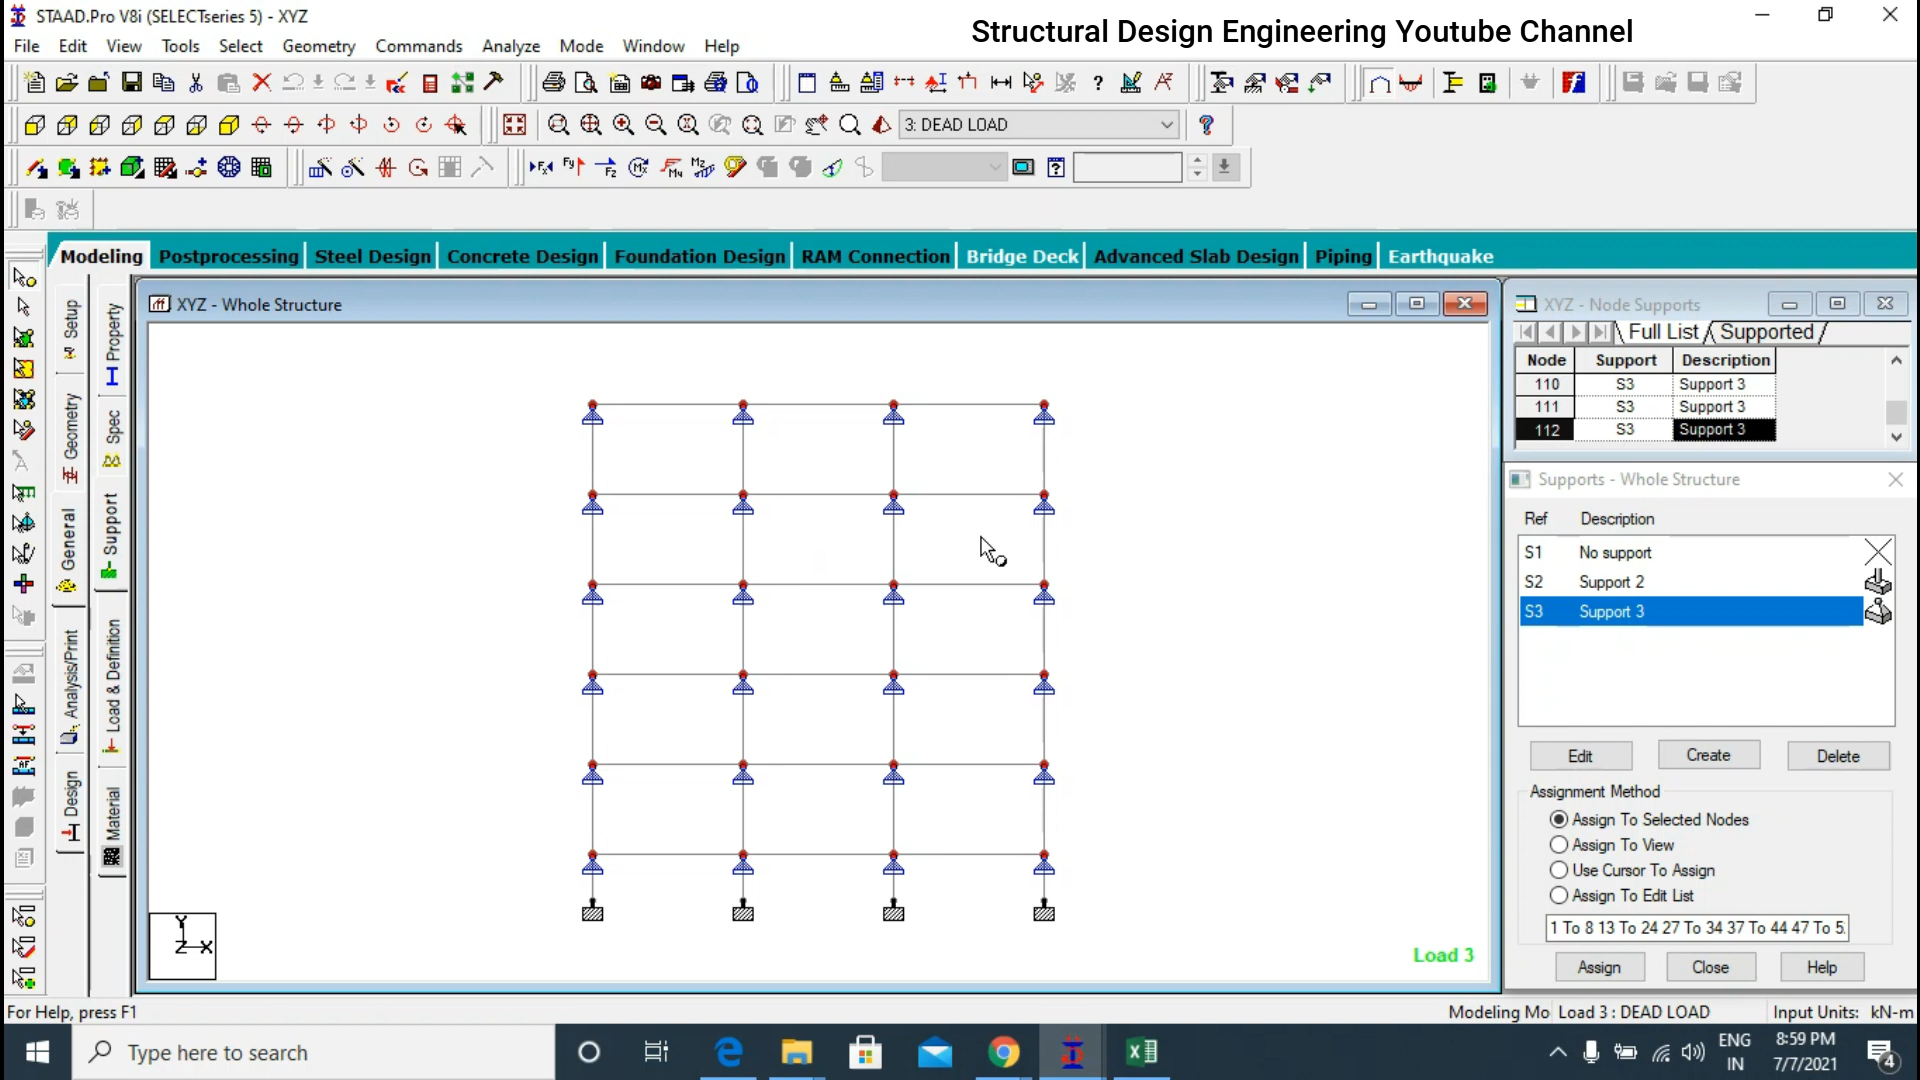 STAAD.Pro V8i (SELECTseries 5) - XYZ
Structural Design Engineering Youtube Channel
File Edit View Tools Select Geometry Commands Analyze Mode Window Help
3: DEAD LOAD
Modeling Postprocessing Steel Design Concrete Design Foundation Design RAM Connection Bridge Deck Advanced Slab Design Piping Earthquake
Setup
Geometry
General
Analysis/Print
Design
Property
Spec
Support
Load & Definition
Material
XYZ - Whole Structure
Load 3
XYZ - Node Supports
Full List Supported
Node Support Description
110 S3 Support 3
111 S3 Support 3
112 S3 Support 3
Supports - Whole Structure
Ref Description
S1 No support
S2 Support 2
S3 Support 3
Edit Create Delete
Assignment Method
Assign To Selected Nodes
Assign To View
Use Cursor To Assign
Assign To Edit List
1 To 8 13 To 24 27 To 34 37 To 44 47 To 5
Assign Close Help
Y
Z X
For Help, press F1
Modeling Mo Load 3 : DEAD LOAD Input Units: kN-m
Type here to search
ENG
IN
8:59 PM
7/7/2021
4